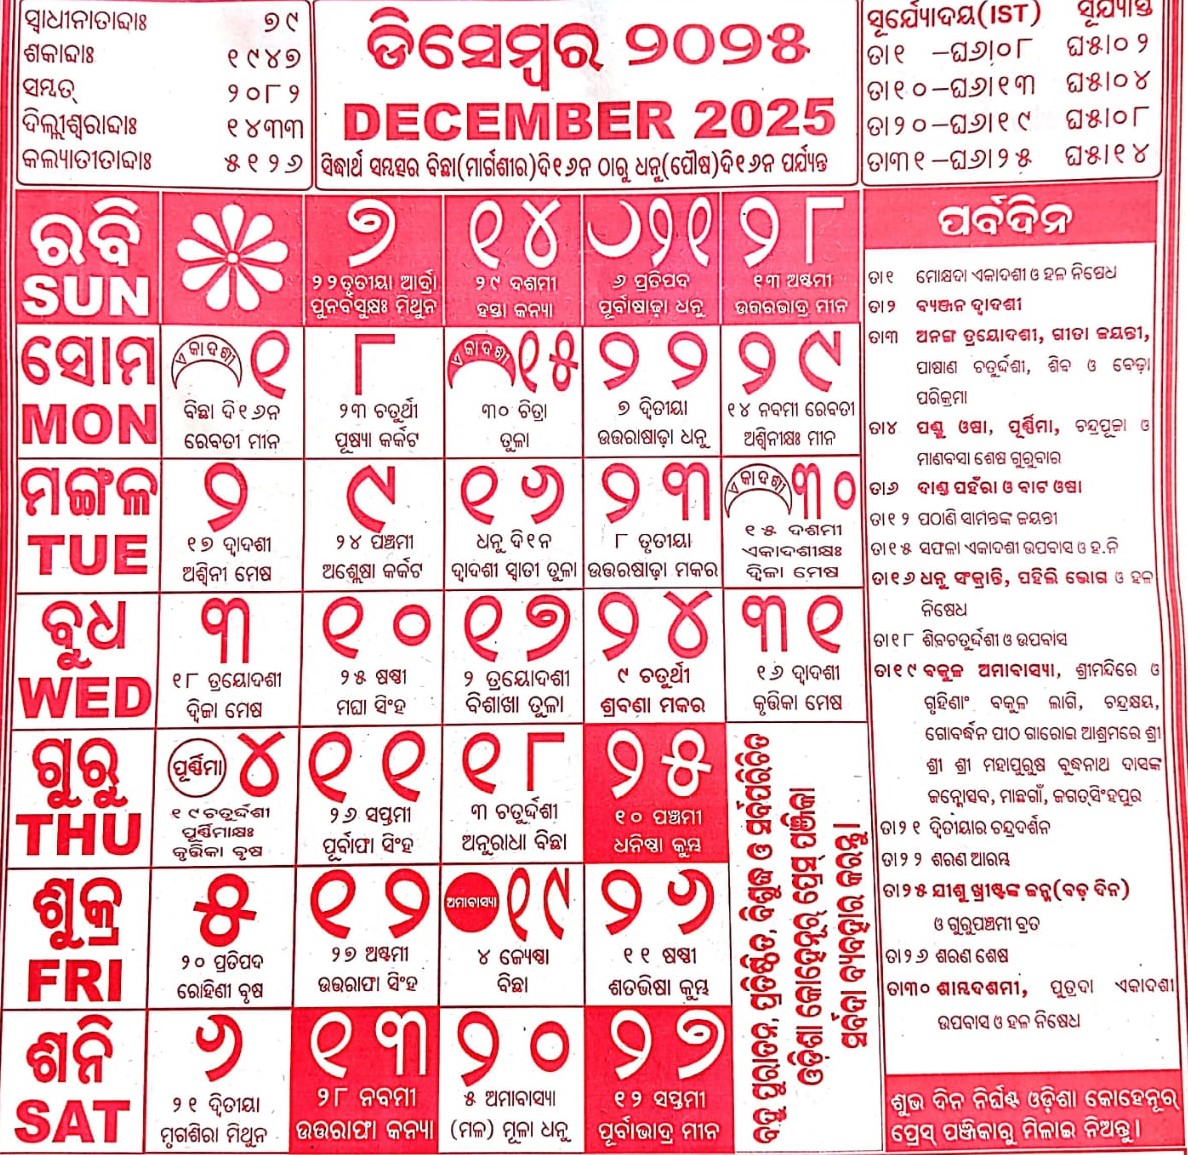 ସ୍ୱାଧୀନାତାବ୍ଦାଃ ୭୯
ଶକାବ୍ଦାଃ ୧୯୪୭
ସମ୍ଭତ୍ ୨୦୮୨
ଦିଲ୍ଲୀଶ୍ୱରାବ୍ଦାଃ ୧୪୩୩
କଲ୍ୟାତୀତାବ୍ଦାଃ ୫୧୨୬
ଡିସେମ୍ବର ୨୦୨୫
DECEMBER 2025
ସିଦ୍ଧାର୍ଥ ସମ୍ଭତ୍ସର ବିଛା(ମାର୍ଗଶୀର)ଦି୧୬ନ ଠାରୁ ଧନୁ(ପୌଷ)ଦି୧୬ନ ପର୍ଯ୍ୟନ୍ତ
ସୂର୍ଯ୍ୟୋଦୟ(IST) ସୂର୍ଯ୍ୟାସ୍ତ
ତା୧ –ଘ୬।୦୮ ଘ୫।୦୨
ତା୧୦–ଘ୬।୧୩ ଘ୫।୦୪
ତା୨୦–ଘ୬।୧୯ ଘ୫।୦୮
ତା୩୧–ଘ୬।୨୫ ଘ୫।୧୪
ରବି
SUN
୭
୨୨ତୃତୀୟା ଆର୍ଦ୍ରା
ପୁନର୍ବସୁକ୍ଷଃ ମିଥୁନ
୧୪
୨୯ ଦଶମୀ
ହସ୍ତା କନ୍ୟା
୨୧
୬ ପ୍ରତିପଦ
ପୂର୍ବାଷାଢ଼ା ଧନୁ
୨୮
୧୩ ଅଷ୍ଟମୀ
ଉତ୍ତରଭାଦ୍ର ମୀନ
ସୋମ
MON
ଏକାଦଶୀ ୧
ବିଛା ଦି୧୬ନ
ରେବତୀ ମୀନ
୮
୨୩ ଚତୁର୍ଥୀ
ପୁଷ୍ୟା କର୍କଟ
ଏକାଦଶୀ ୧୫
୩୦ ଚିତ୍ରା
ତୁଳା
୨୨
୭ ଦ୍ୱିତୀୟା
ଉତ୍ତରାଷାଢ଼ା ଧନୁ
୨୯
୧୪ ନବମୀ ରେବତୀ
ଅଶ୍ୱିନୀକ୍ଷଃ ମୀନ
ମଙ୍ଗଳ
TUE
୨
୧୭ ଦ୍ୱାଦଶୀ
ଅଶ୍ୱିନୀ ମେଷ
୯
୨୪ ପଞ୍ଚମୀ
ଅଶ୍ଳେଷା କର୍କଟ
୧୬
ଧନୁ ଦି୧ନ
ଦ୍ୱାଦଶୀ ସ୍ୱାତୀ ତୁଳା
୨୩
୮ ତୃତୀୟା
ଉତ୍ତରଷାଢ଼ା ମକର
ଏକାଦଶୀ ୩୦
୧୫ ଦଶମୀ
ଏକାଦଶୀକ୍ଷଃ
ଦ୍ୱିଜା ମେଷ
ବୁଧ
WED
୩
୧୮ ତ୍ରୟୋଦଶୀ
ଦ୍ୱିଜା ମେଷ
୧୦
୨୫ ଷଷ୍ଠୀ
ମଘା ସିଂହ
୧୭
୨ ତ୍ରୟୋଦଶୀ
ବିଶାଖା ତୁଳା
୨୪
୯ ଚତୁର୍ଥୀ
ଶ୍ରବଣା ମକର
୩୧
୧୬ ଦ୍ୱାଦଶୀ
କୃତ୍ତିକା ମେଷ
ଗୁରୁ
THU
ପୂର୍ଣ୍ଣିମା ୪
୧୯ଚତୁର୍ଦ୍ଦଶୀ
ପୂର୍ଣ୍ଣିମାକ୍ଷଃ
କୃତ୍ତିକା ବୃଷ
୧୧
୨୬ ସପ୍ତମୀ
ପୂର୍ବାଫା ସିଂହ
୧୮
୩ ଚତୁର୍ଦ୍ଦଶୀ
ଅନୁରାଧା ବିଛା
୨୫
୧୦ ପଞ୍ଚମୀ
ଧନିଷ୍ଠା କୁମ୍ଭ
ଶୁକ୍ର
FRI
୫
୨୦ ପ୍ରତିପଦ
ରୋହିଣୀ ବୃଷ
୧୨
୨୭ ଅଷ୍ଟମୀ
ଉତ୍ତରାଫା ସିଂହ
ଅମାବାସ୍ୟା ୧୯
୪ ଜ୍ୟେଷ୍ଠା
ବିଛା
୨୬
୧୧ ଷଷ୍ଠୀ
ଶତଭିଷା କୁମ୍ଭ
ଶନି
SAT
୬
୨୧ ଦ୍ୱିତୀୟା
ମୃଗଶିରା ମିଥୁନ
୧୩
୨୮ ନବମୀ
ଉତ୍ତରାଫା କନ୍ୟା
୨୦
୫ ଅମାବାସ୍ୟା
(ମଳ) ମୂଳା ଧନୁ
୨୭
୧୨ ସପ୍ତମୀ
ପୂର୍ବାଭାଦ୍ର ମୀନ
ବହୁ ପୁରାତନ, ପ୍ରତିଷ୍ଠିତ, ବିଶୁଦ୍ଧ ଓ ସର୍ବପରିଚିତ
ଓଡ଼ିଶା କୋହେନୂର୍ ପ୍ରେସ୍ ପଞ୍ଜିକା
ସର୍ବଦା ବ୍ୟବହାର କରନ୍ତୁ।
ପର୍ବଦିନ
ତା୧ ମୋକ୍ଷଦା ଏକାଦଶୀ ଓ ହଳ ନିଷେଧ
ତା୨ ବ୍ୟଞ୍ଜନ ଦ୍ୱାଦଶୀ
ତା୩ ଅନଙ୍ଗ ତ୍ରୟୋଦଶୀ, ଗୀତା ଜୟନ୍ତୀ,
ପାଷାଣ ଚତୁର୍ଦ୍ଦଶୀ, ଶିବ ଓ ବେଢ଼ା
ପରିକ୍ରମା
ତା୪ ପଣ୍ଡୁ ଓଷା, ପୂର୍ଣ୍ଣିମା, ଚନ୍ଦ୍ରପୂଜା ଓ
ମାଣବସା ଶେଷ ଗୁରୁବାର
ତା୬ ଦାଣ୍ଡ ପହଁରା ଓ ବାଟ ଓଷା
ତା୧୨ ପଠାଣି ସାମନ୍ତଙ୍କ ଜୟନ୍ତୀ
ତା୧୫ ସଫଳା ଏକାଦଶୀ ଉପବାସ ଓ ହ.ନି
ତା୧୬ ଧନୁ ସଂକ୍ରାନ୍ତି, ପହିଲି ଭୋଗ ଓ ହଳ
ନିଷେଧ
ତା୧୮ ଶିବଚତୁର୍ଦ୍ଦଶୀ ଓ ଉପବାସ
ତା୧୯ ବକୁଳ ଅମାବାସ୍ୟା, ଶ୍ରୀମନ୍ଦିରେ ଓ
ଗୃହିଣାଂ ବକୁଳ ଲାଗି, ଚନ୍ଦ୍ରକ୍ଷୟ,
ଗୋବର୍ଦ୍ଧନ ପୀଠ ଗାରୋଇ ଆଶ୍ରମରେ ଶ୍ରୀ
ଶ୍ରୀ ଶ୍ରୀ ମହାପୁରୁଷ ବୁଦ୍ଧନାଥ ଦାସଙ୍କ
ଜନ୍ମୋତ୍ସବ, ମାଛଗାଁ, ଜଗତ୍‌ସିଂହପୁର
ତା୨୧ ଦ୍ୱିତୀୟାର ଚନ୍ଦ୍ରଦର୍ଶନ
ତା୨୨ ଶରଣ ଆରମ୍ଭ
ତା୨୫ ଯୀଶୁ ଖ୍ରୀଷ୍ଟଙ୍କ ଜନ୍ମ(ବଡ଼ ଦିନ)
ଓ ଗୁରୁପଞ୍ଚମୀ ବ୍ରତ
ତା୨୬ ଶରଣ ଶେଷ
ତା୩୦ ଶାମ୍ବଦଶମୀ, ପୁତ୍ରଦା ଏକାଦଶୀ
ଉପବାସ ଓ ହଳ ନିଷେଧ
ଶୁଭ ଦିନ ନିର୍ଘଣ୍ଟ ଓଡ଼ିଶା କୋହେନୂର୍
ପ୍ରେସ୍ ପଞ୍ଜିକାରୁ ମିଳାଇ ନିଅନ୍ତୁ।